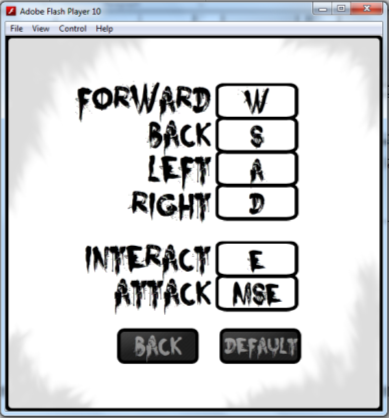 Adobe Flash Player 10
File View Control Help
FORWARD W
BACK S
LEFT A
RIGHT D
INTERACT E
ATTACK MSE
BACK DEFAULT